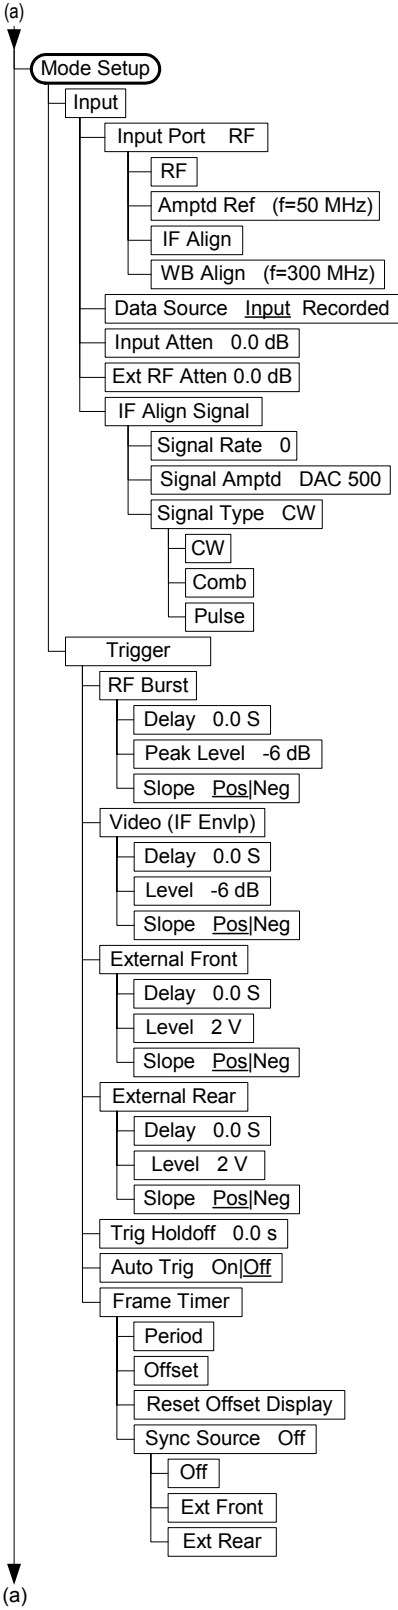 (a)
Mode Setup
Input
Input Port RF
RF
Amptd Ref (f=50 MHz)
IF Align
WB Align (f=300 MHz)
Data Source Input Recorded
Input Atten 0.0 dB
Ext RF Atten 0.0 dB
IF Align Signal
Signal Rate 0
Signal Amptd DAC 500
Signal Type CW
CW
Comb
Pulse
Trigger
RF Burst
Delay 0.0 S
Peak Level -6 dB
Slope Pos|Neg
Video (IF Envlp)
Delay 0.0 S
Level -6 dB
Slope Pos|Neg
External Front
Delay 0.0 S
Level 2 V
Slope Pos|Neg
External Rear
Delay 0.0 S
Level 2 V
Slope Pos|Neg
Trig Holdoff 0.0 s
Auto Trig On|Off
Frame Timer
Period
Offset
Reset Offset Display
Sync Source Off
Off
Ext Front
Ext Rear
(a)